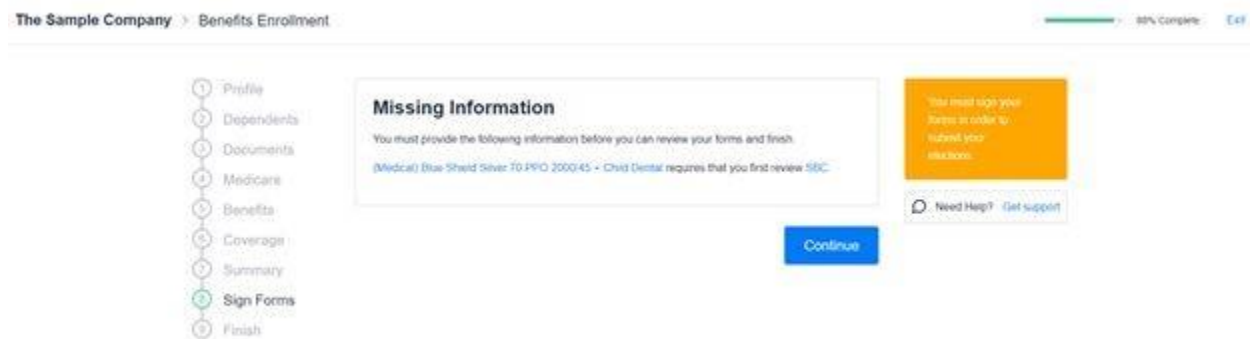 The Sample Company > Benefits Enrollment
Complete Exit
1 Profile
2 Dependents
3 Documents
4 Medicare
5 Benefits
6 Coverage
7 Summary
8 Sign Forms
9 Finish
Missing Information
You must provide the following information before you can review your forms and finish.
(Medical) Blue Shield Silver 70 PPO 2000/45 + Child Dental requires that you first review SBC.
Continue
You must sign your
forms in order to
submit your
elections.
Need Help? Get support